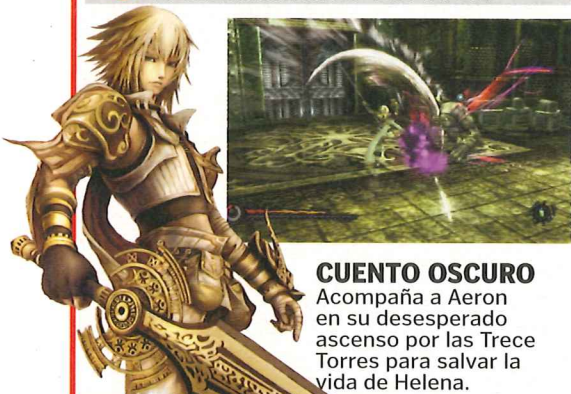 CUENTO OSCURO
Acompaña a Aeron
en su desesperado
ascenso por las Trece
Torres para salvar la
vida de Helena.